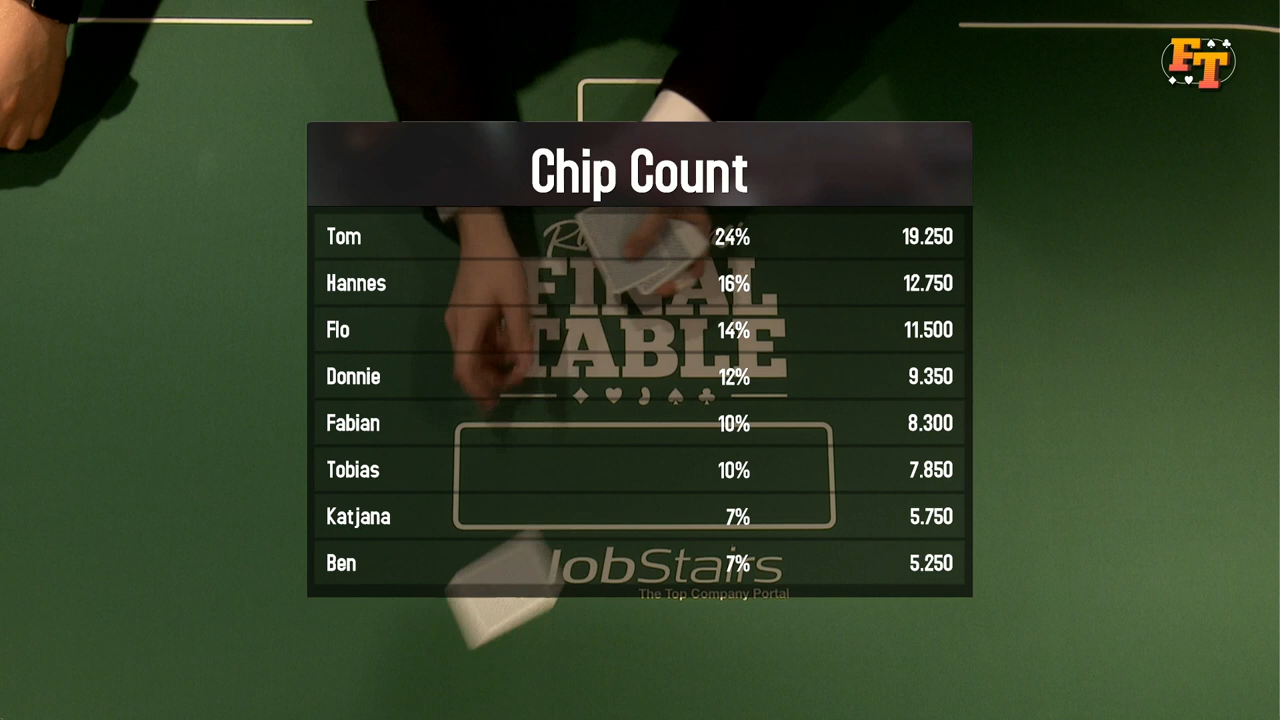 FT
Chip Count
Tom 24% 19.250
Hannes 16% 12.750
Flo 14% 11.500
Donnie 12% 9.350
Fabian 10% 8.300
Tobias 10% 7.850
Katjana 7% 5.750
Ben 7% 5.250
FINAL
TABLE
JobStairs
The Top Company Portal